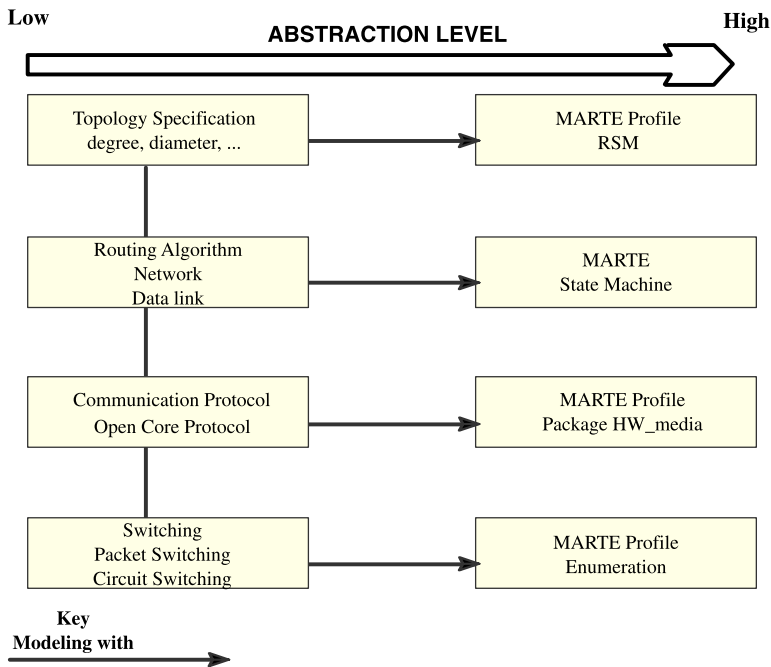 Low
High
ABSTRACTION LEVEL
Topology Specification
degree, diameter, ...
MARTE Profile
RSM
Routing Algorithm
Network
Data link
MARTE
State Machine
Communication Protocol
Open Core Protocol
MARTE Profile
Package HW_media
Switching
Packet Switching
Circuit Switching
MARTE Profile
Enumeration
Key
Modeling with